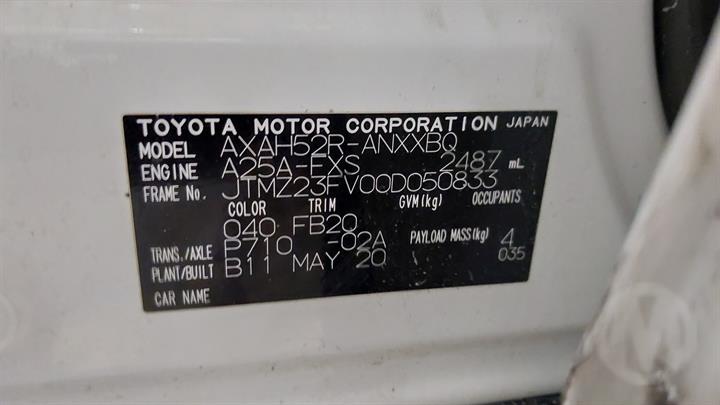 TOYOTA MOTOR CORPORATION JAPAN
MODEL AXAH52R-ANXXBQ
ENGINE A25A-FXS 2487 mL
FRAME No. JTMZ23FV00D050833
COLOR TRIM GVM(kg) OCCUPANTS
040 FB20
TRANS./AXLE P710 -02A PAYLOAD MASS(kg) 4
PLANT/BUILT B11 MAY 20 035
CAR NAME
M